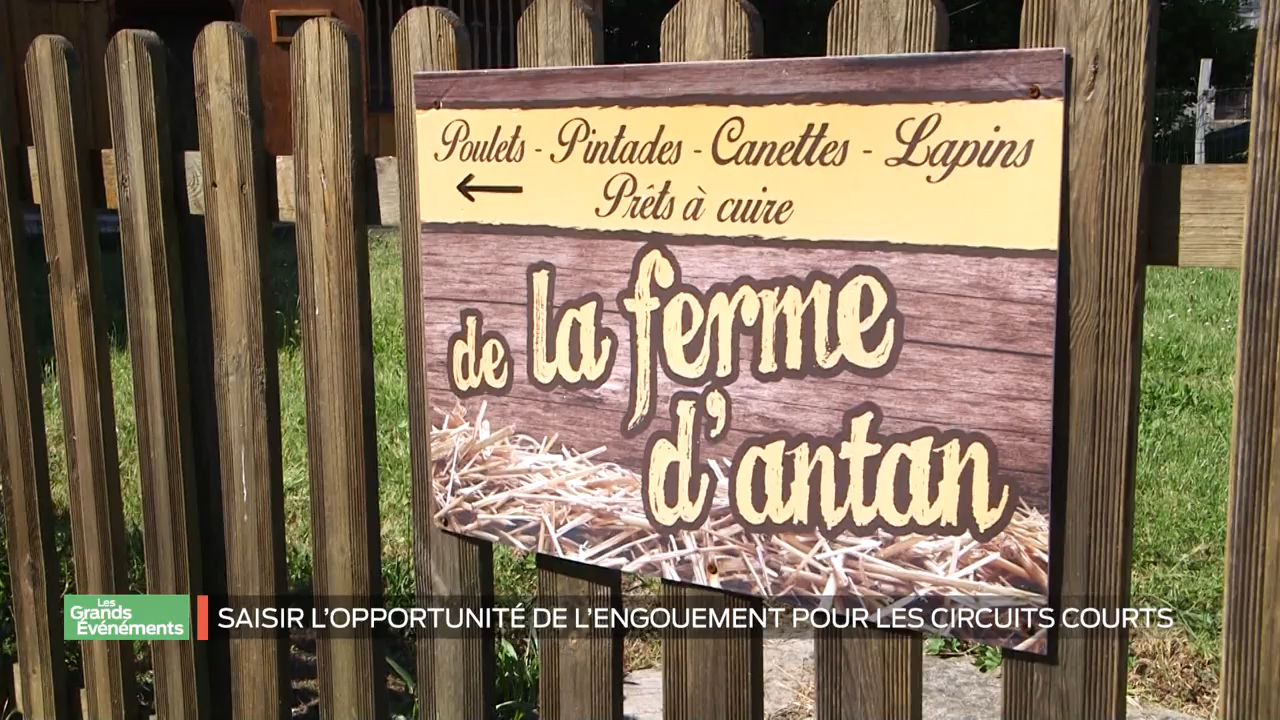 Poulets - Pintades - Canettes - Lapins
Prêts à cuire
de la ferme
d'antan
Les
Grands
Événements
SAISIR L'OPPORTUNITÉ DE L'ENGOUEMENT POUR LES CIRCUITS COURTS